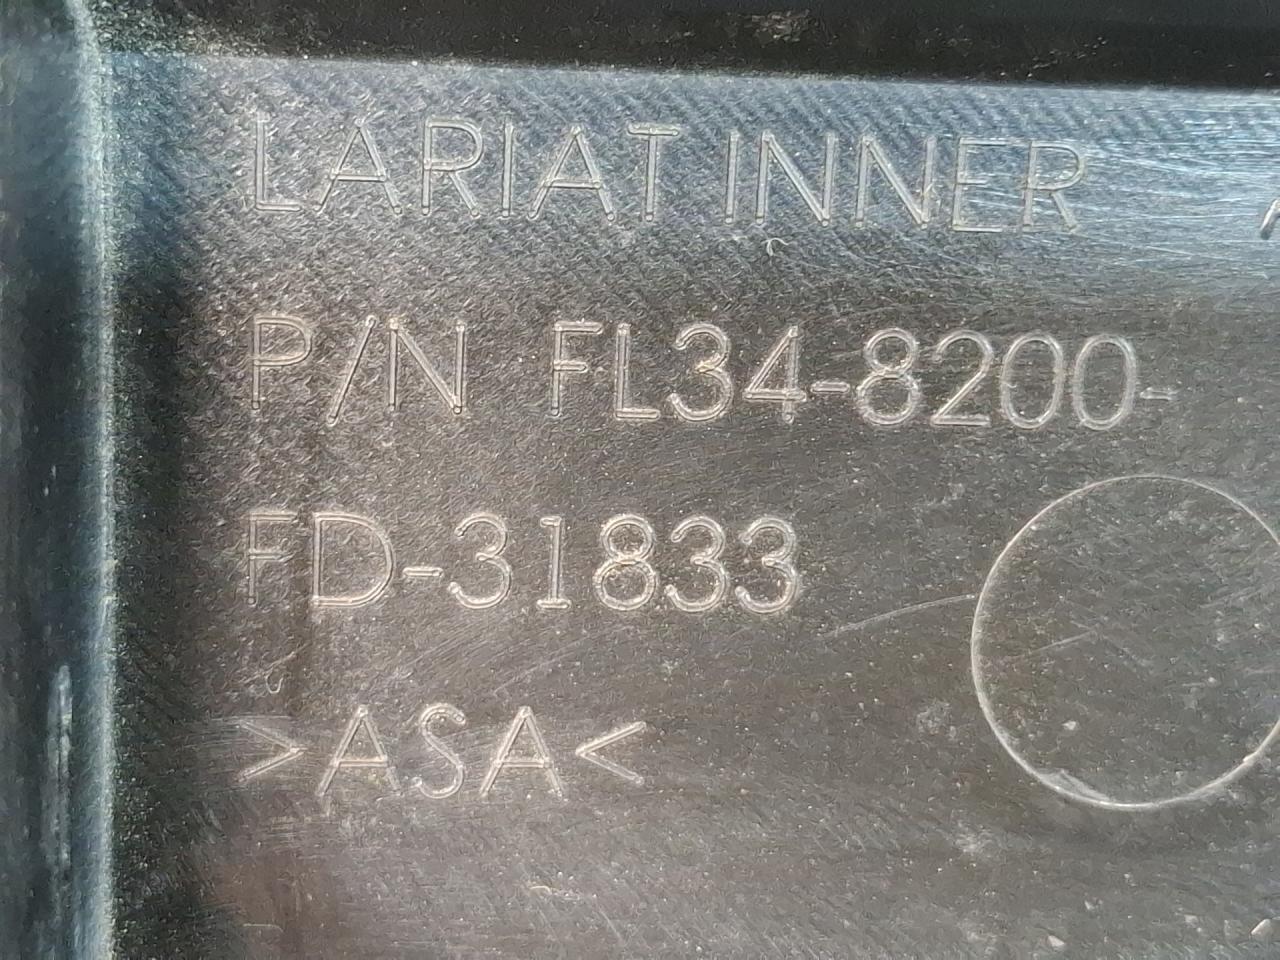 LARIAT INNER
P/N FL34-8200-
FD-31833
>ASA<